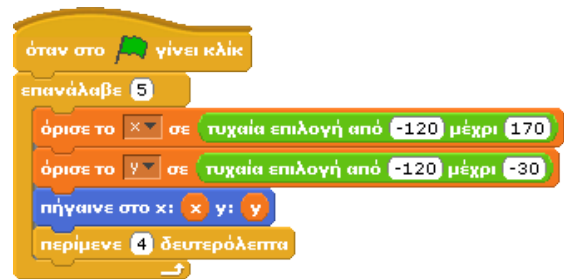 όταν στο γίνει κλίκ
επανάλαβε 5
όρισε το x σε τυχαία επιλογή από -120 μέχρι 170
όρισε το y σε τυχαία επιλογή από -120 μέχρι -30
πήγαινε στο x: x y: y
περίμενε 4 δευτερόλεπτα